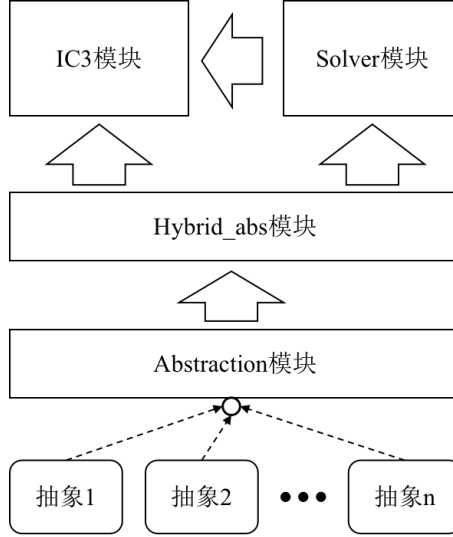 IC3模块
Solver模块
Hybrid_abs模块
Abstraction模块
抽象1
抽象2
抽象n